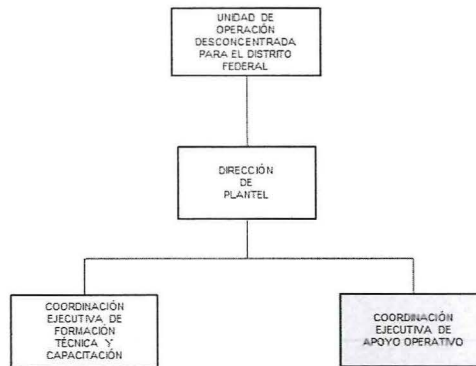 UNIDAD DE
OPERACIÓN
DESCONCENTRADA
PARA EL DISTRITO
FEDERAL
DIRECCIÓN
DE
PLANTEL
COORDINACIÓN
EJECUTIVA DE
FORMACIÓN
TÉCNICA Y
CAPACITACIÓN
COORDINACIÓN
EJECUTIVA DE
APOYO OPERATIVO